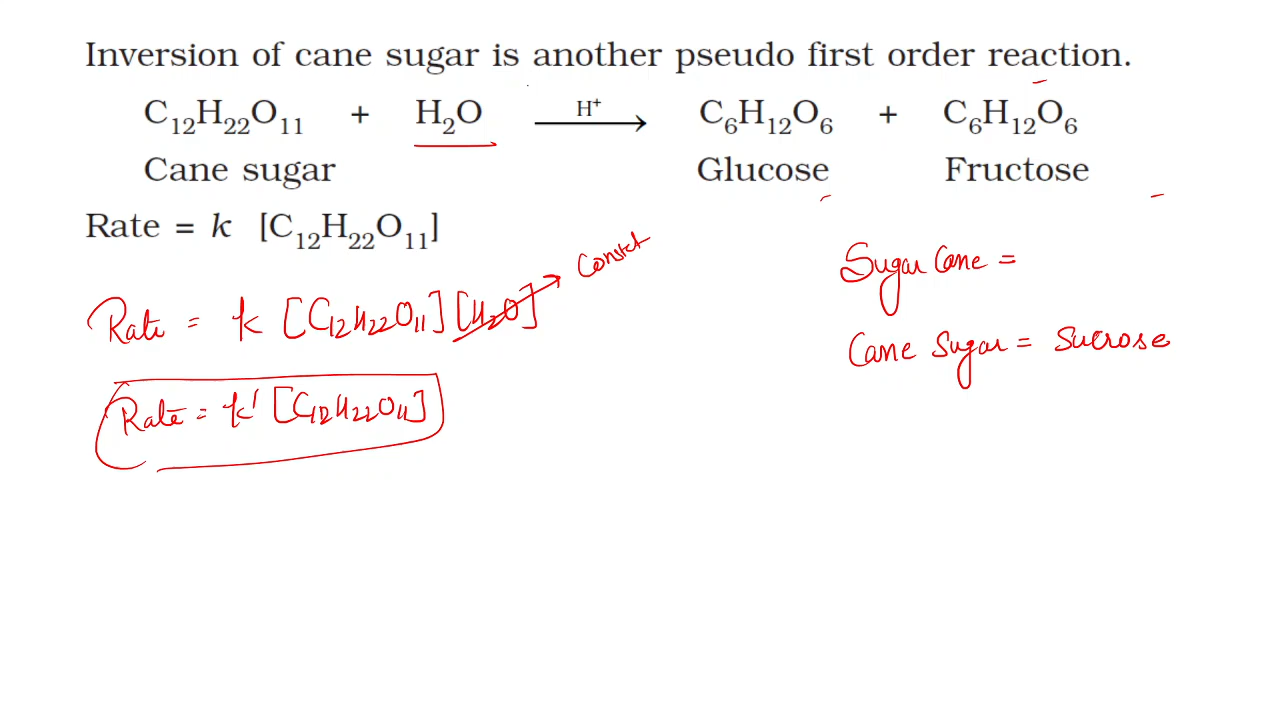 Inversion of cane sugar is another pseudo first order reaction.
C₁₂H₂₂O₁₁ + H₂O H⁺⟶ C₆H₁₂O₆ + C₆H₁₂O₆
Cane sugar Glucose Fructose
Rate = k [C₁₂H₂₂O₁₁]
Rate = k [C₁₂H₂₂O₁₁] [H₂O] → Const
Rate = k' [C₁₂H₂₂O₁₁]
Sugar Cane =
Cane Sugar = Sucrose